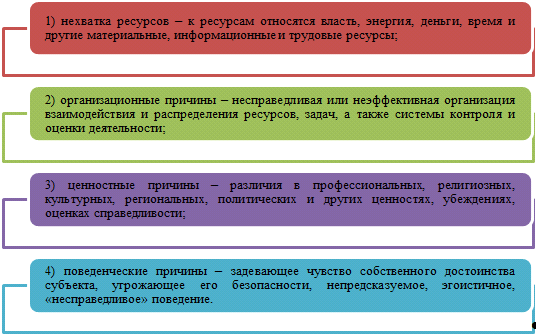 1) нехватка ресурсов – к ресурсам относятся власть, энергия, деньги, время и
другие материальные, информационные и трудовые ресурсы;
2) организационные причины – несправедливая или неэффективная организация
взаимодействия и распределения ресурсов, задач, а также системы контроля и
оценки деятельности;
3) ценностные причины – различия в профессиональных, религиозных,
культурных, региональных, политических и других ценностях, убеждениях,
оценках справедливости;
4) поведенческие причины – задевающее чувство собственного достоинства
субъекта, угрожающее его безопасности, непредсказуемое, эгоистичное,
«несправедливое» поведение.